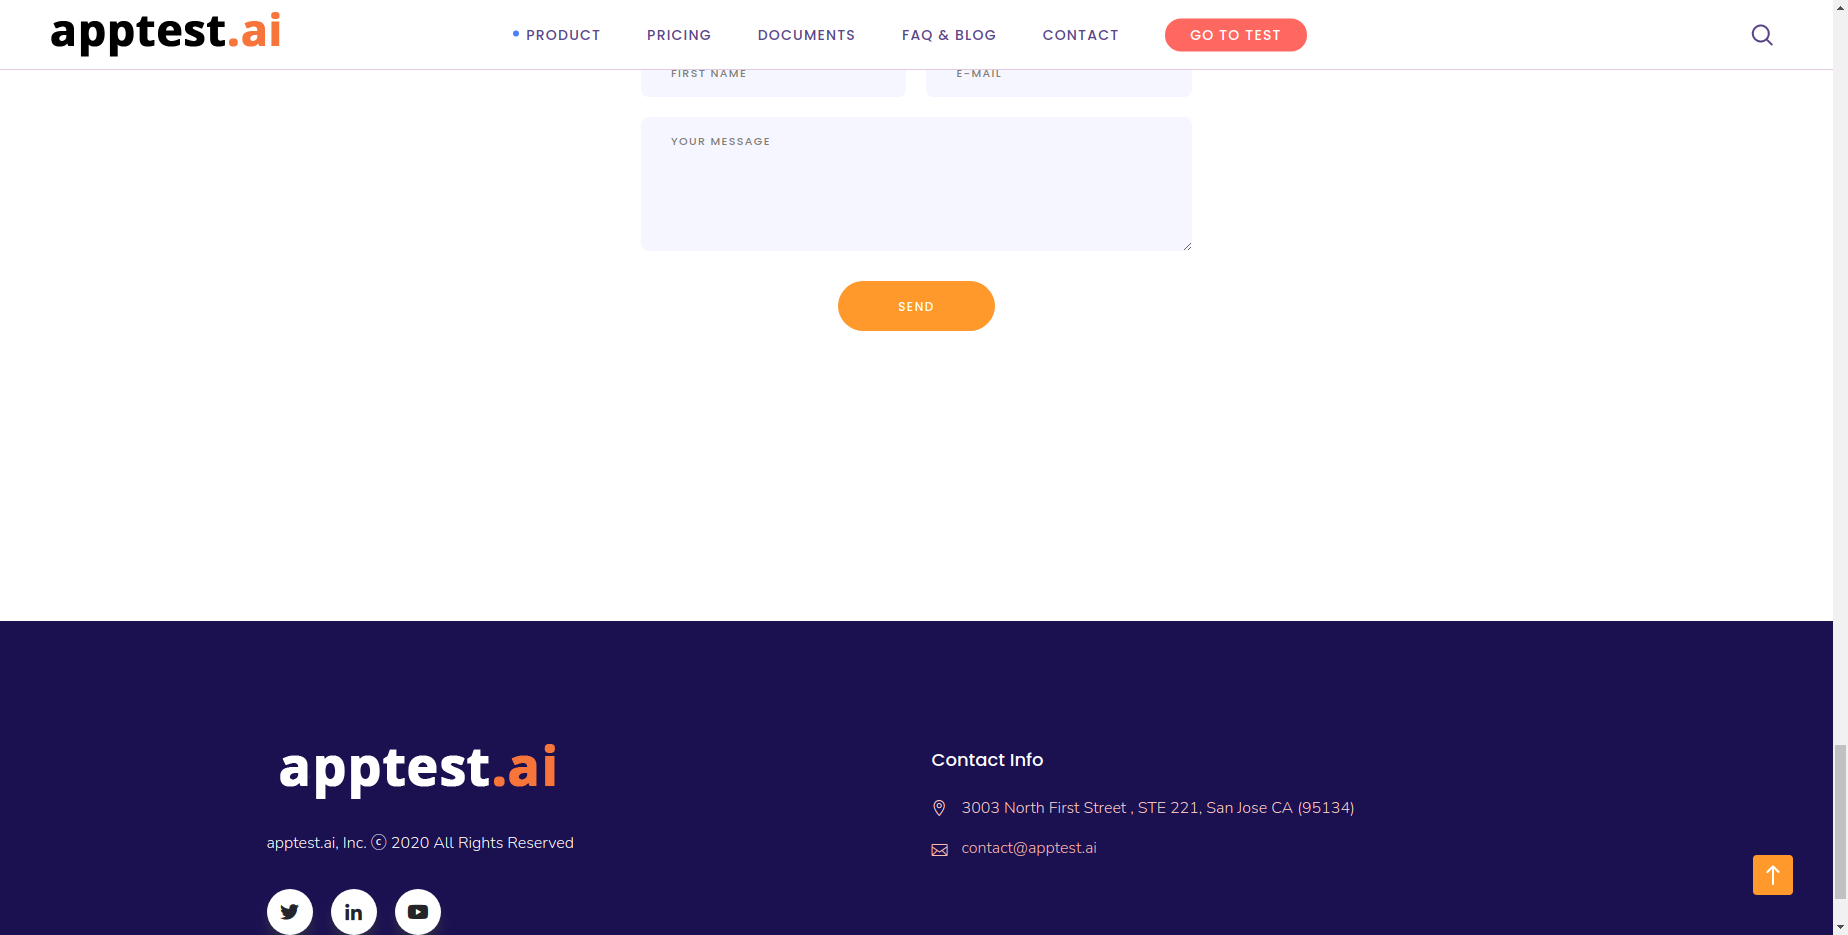 apptest.ai
PRODUCT PRICING DOCUMENTS FAQ & BLOG CONTACT GO TO TEST
FIRST NAME E-MAIL
YOUR MESSAGE
SEND
apptest.ai
apptest.ai, Inc. ⓒ 2020 All Rights Reserved
Contact Info
3003 North First Street , STE 221, San Jose CA (95134)
contact@apptest.ai